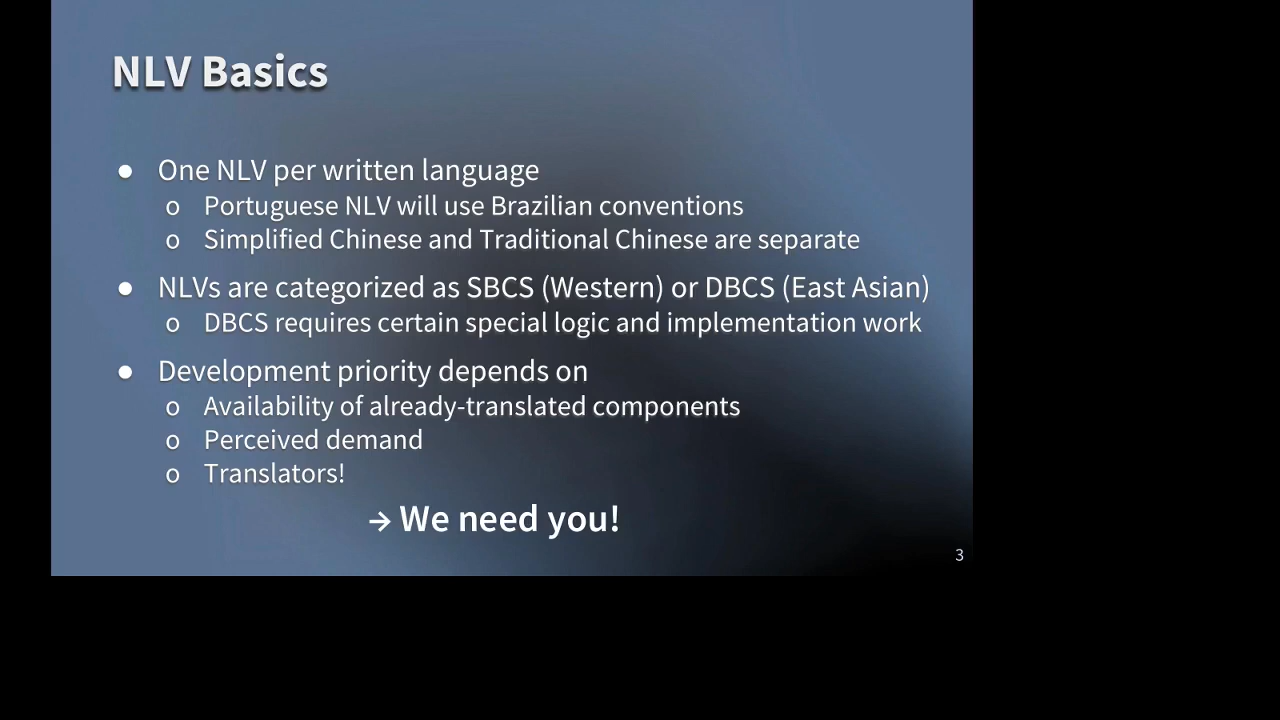 NLV Basics
● One NLV per written language
o Portuguese NLV will use Brazilian conventions
o Simplified Chinese and Traditional Chinese are separate
● NLVs are categorized as SBCS (Western) or DBCS (East Asian)
o DBCS requires certain special logic and implementation work
● Development priority depends on
o Availability of already-translated components
o Perceived demand
o Translators!
→ We need you!
3